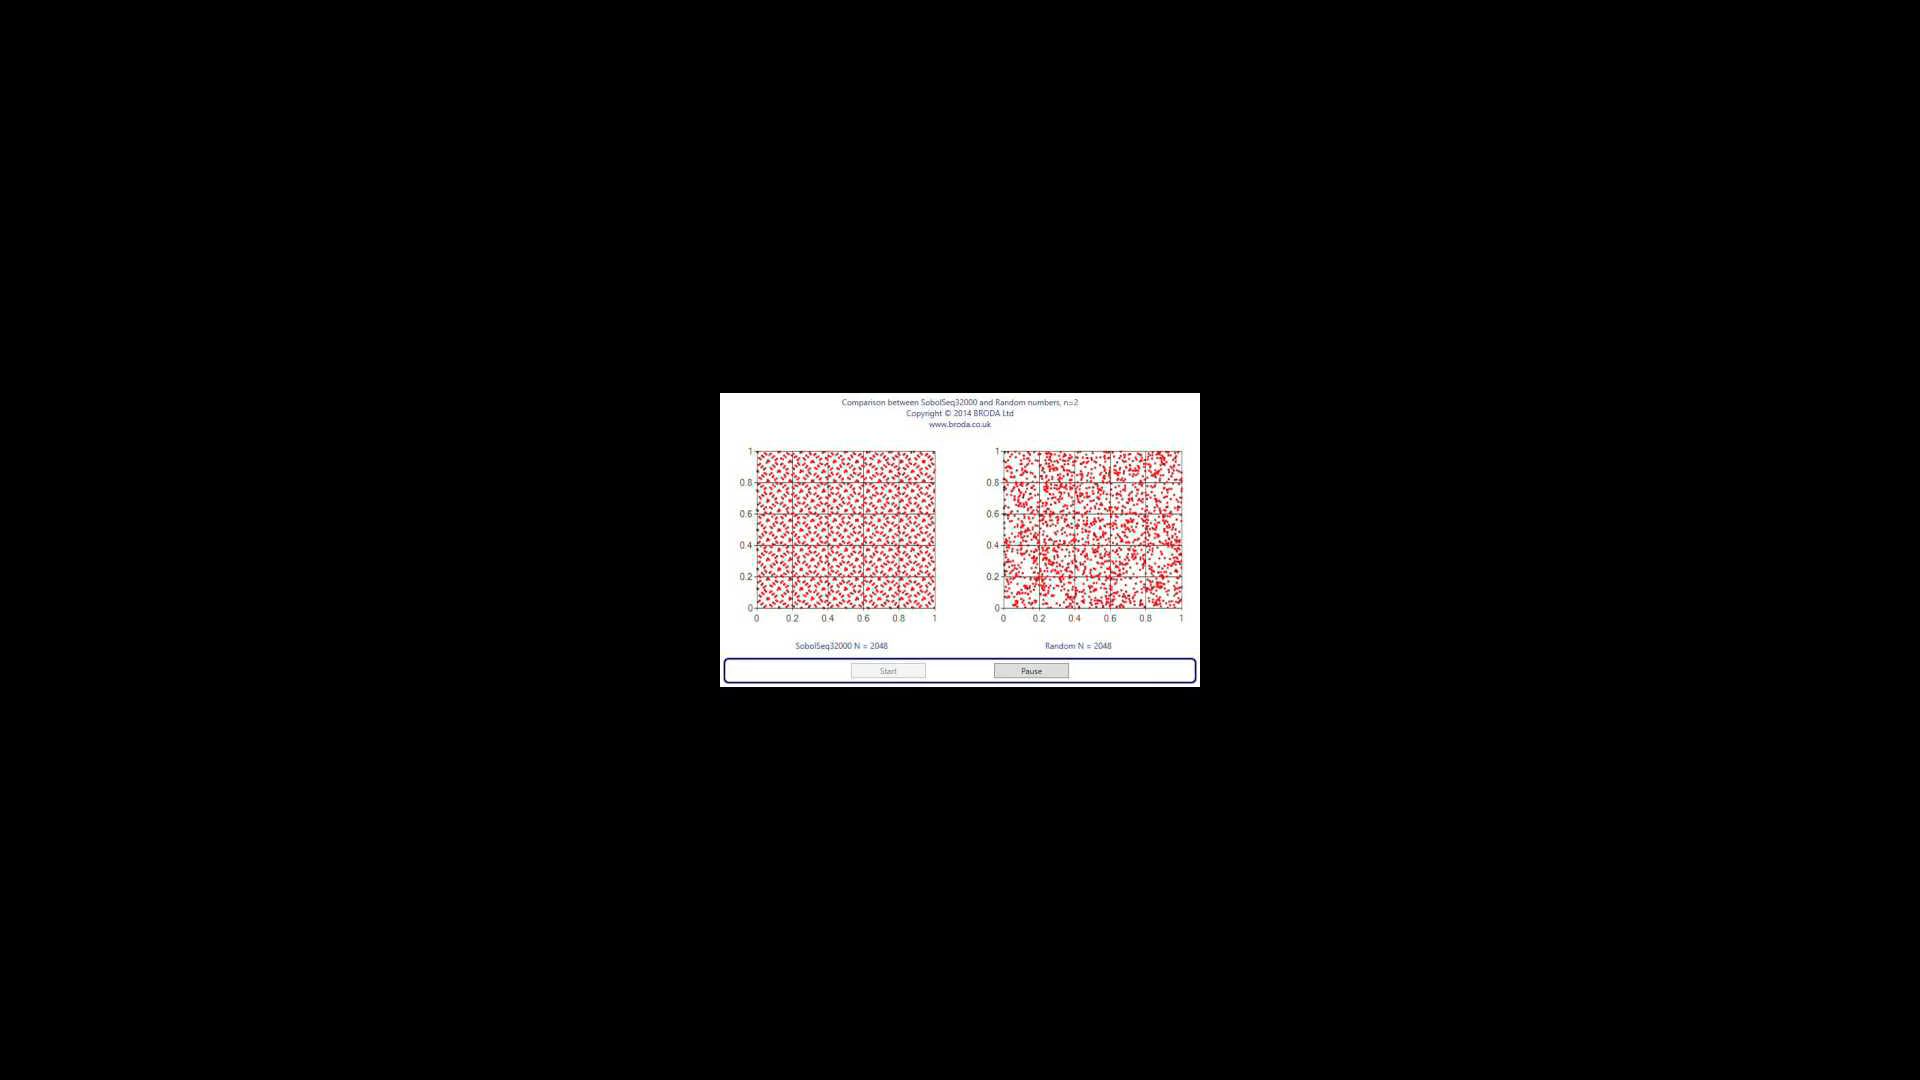 Comparison between SobolSeq32000 and Random numbers, n=2
Copyright © 2014 BRODA Ltd
www.broda.co.uk
1
0.8
0.6
0.4
0.2
0
0 0.2 0.4 0.6 0.8 1
1
0.8
0.6
0.4
0.2
0
0 0.2 0.4 0.6 0.8 1
SobolSeq32000 N = 2048
Random N = 2048
Start
Pause